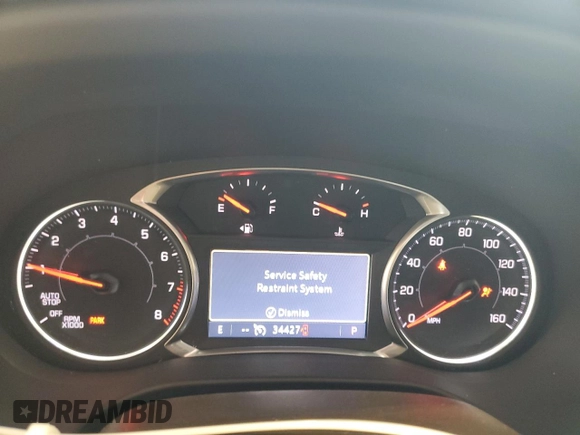 E F
C H
1 2 3 4 5 6 7 8
AUTO
STOP
OFF
RPM
X1000
PARK
Service Safety
Restraint System
Dismiss
E -- 34427 P
0 20 40 60 80 100 120 140 160
MPH
DREAMBID